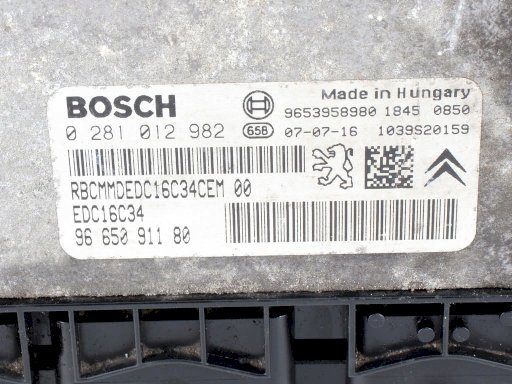 BOSCH
Made in Hungary
9653958980 1845 0850
0 281 012 982
65B 07-07-16 1039S20159
RBCMMDEDC16C34CEM 00
EDC16C34
96 650 911 80